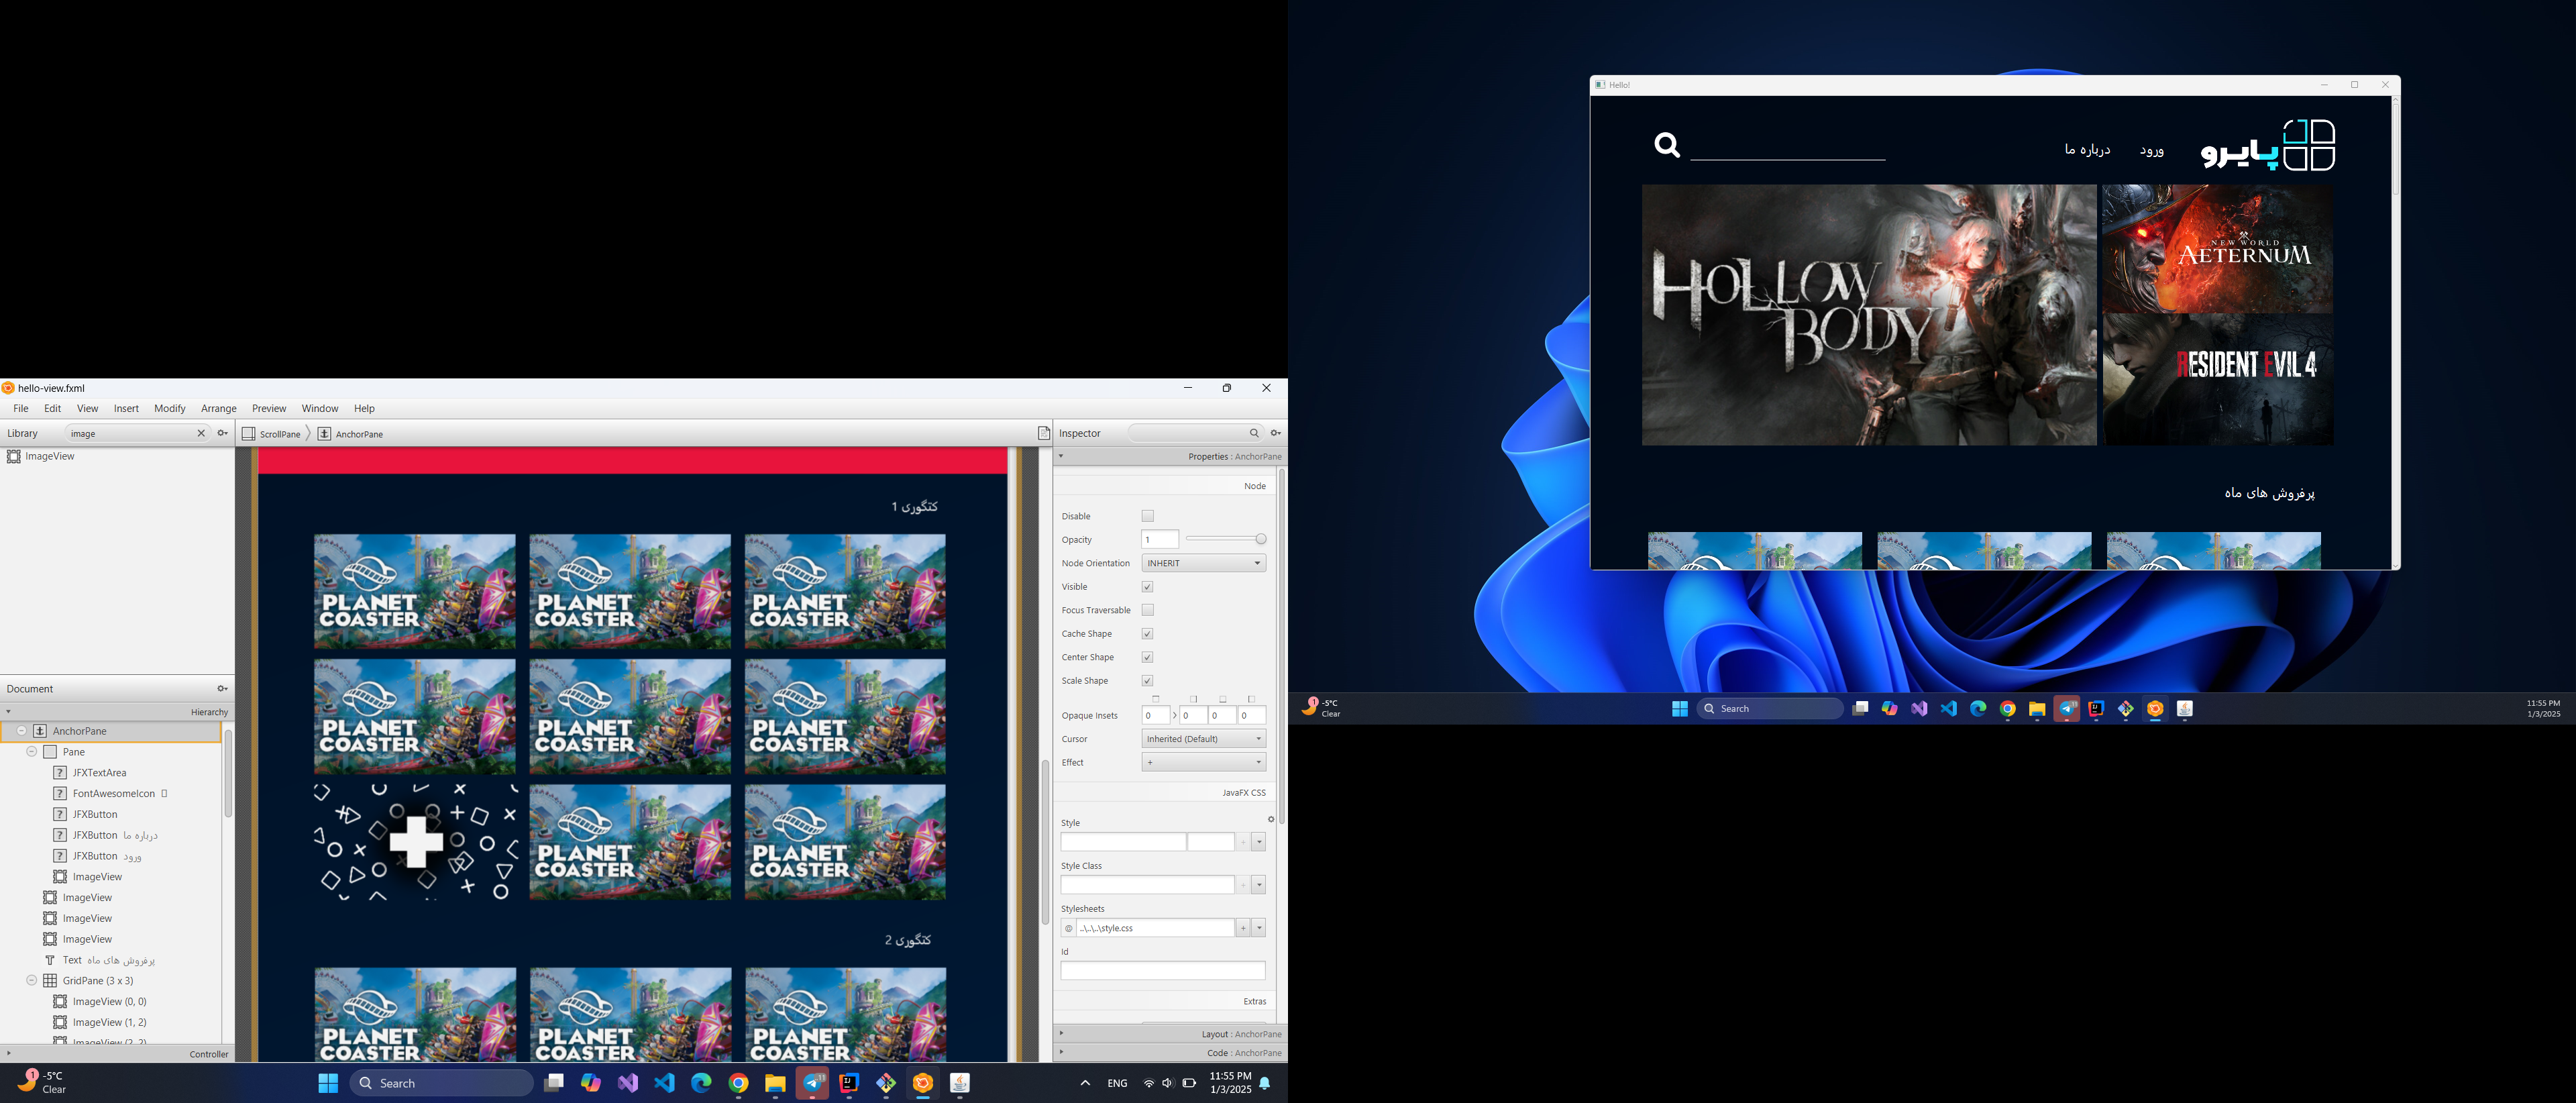 hello-view.fxml
File Edit View Insert Modify Arrange Preview Window Help
Library image
ImageView
Document
Hierarchy
AnchorPane
Pane
JFXTextArea
FontAwesomeIcon
JFXButton
JFXButton درباره ما
JFXButton ورود
ImageView
ImageView
ImageView
ImageView
Text پرفروش های ماه
GridPane (3 x 3)
ImageView (0, 0)
ImageView (1, 2)
ImageView (2, 2)
Controller
ScrollPane AnchorPane
کتگوری 1
PLANET COASTER PLANET COASTER PLANET COASTER
PLANET COASTER PLANET COASTER PLANET COASTER
PLANET COASTER PLANET COASTER
کتگوری 2
PLANET COASTER PLANET COASTER PLANET COASTER
Inspector
Properties : AnchorPane
Node
Disable
Opacity 1
Node Orientation INHERIT
Visible
Focus Traversable
Cache Shape
Center Shape
Scale Shape
Opaque Insets 0 0 0 0
Cursor Inherited (Default)
Effect +
JavaFX CSS
Style
Style Class
Stylesheets
@ ..\..\..\style.css
Id
Extras
Layout : AnchorPane
Code : AnchorPane
1 -5°C
Clear
Search
11
ENG
11:55 PM
1/3/2025
Hello!
پایرو
ورود
درباره ما
HOLLOW BODY
NEW WORLD
AETERNUM
RESIDENT EVIL 4
پرفروش های ماه
1 -5°C
Clear
Search
11:55 PM
1/3/2025